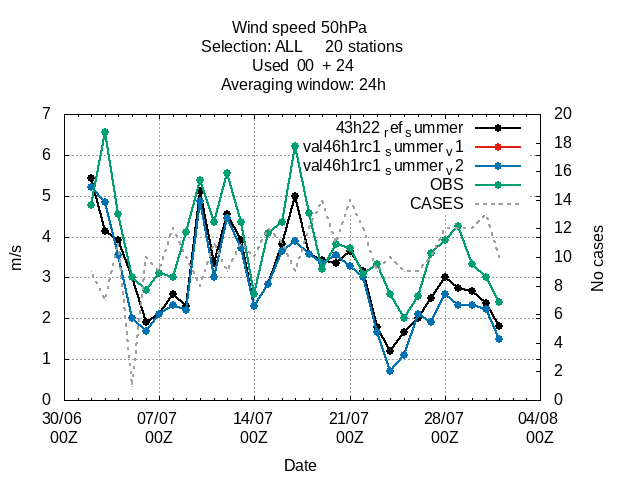 Wind speed 50hPa
Selection: ALL 20 stations
Used 00 + 24
Averaging window: 24h
7 20
6 18
5 16
4 14
3 12
2 10
1 8
0 6
4
2
0
43h22 refsummer
val46h1rc1 summerv1
val46h1rc1 summerv2
OBS
CASES
m/s
No cases
30/06 07/07 14/07 21/07 28/07 04/08
00Z 00Z 00Z 00Z 00Z 00Z
Date